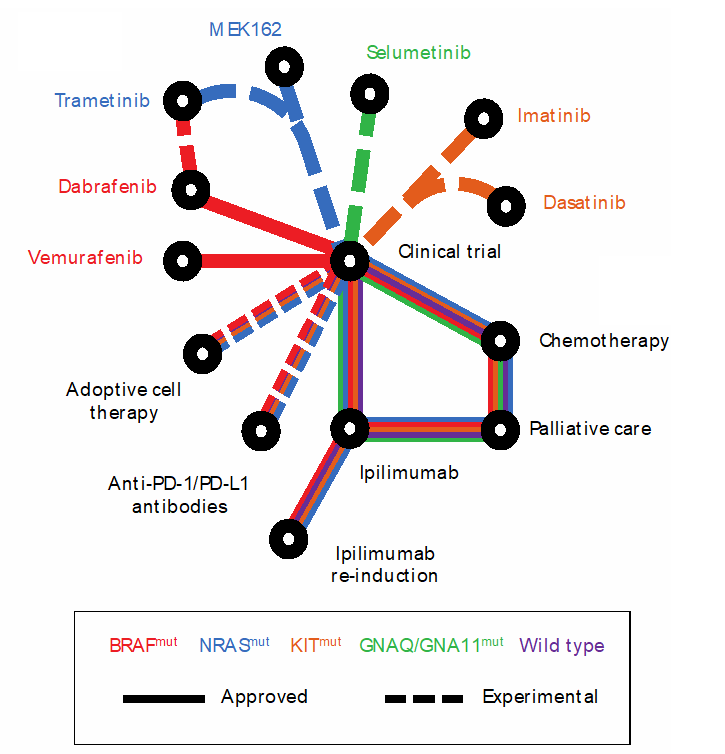 MEK162
Selumetinib
Trametinib
Imatinib
Dabrafenib
Dasatinib
Vemurafenib
Clinical trial
Chemotherapy
Adoptive cell
therapy
Palliative care
Anti-PD-1/PD-L1
antibodies
Ipilimumab
Ipilimumab
re-induction
BRAFmut NRASmut KITmut GNAQ/GNA11mut Wild type
Approved Experimental